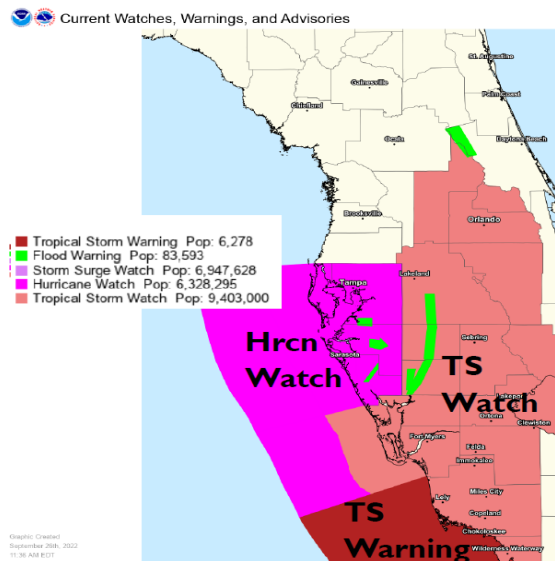 Current Watches, Warnings, and Advisories
St. Augustine
Gainesville
Palm Coast
Chiefland
Ocala
Daytona Beach
Orlando
Brooksville
Tropical Storm Warning Pop: 6,278
Flood Warning Pop: 83,593
Storm Surge Watch Pop: 6,947,628
Hurricane Watch Pop: 6,328,295
Tropical Storm Watch Pop: 9,403,000
Lakeland
Tampa
Hrcn
Watch
Sebring
Sarasota
TS
Watch
Lakeport
Ortona
Clewiston
Fort Myers
Felda
Immokalee
Lely
Miles City
Copeland
TS
Warning
Chokoloskee
Wilderness Waterway
Graphic Created
September 26th, 2022
11:36 AM EDT